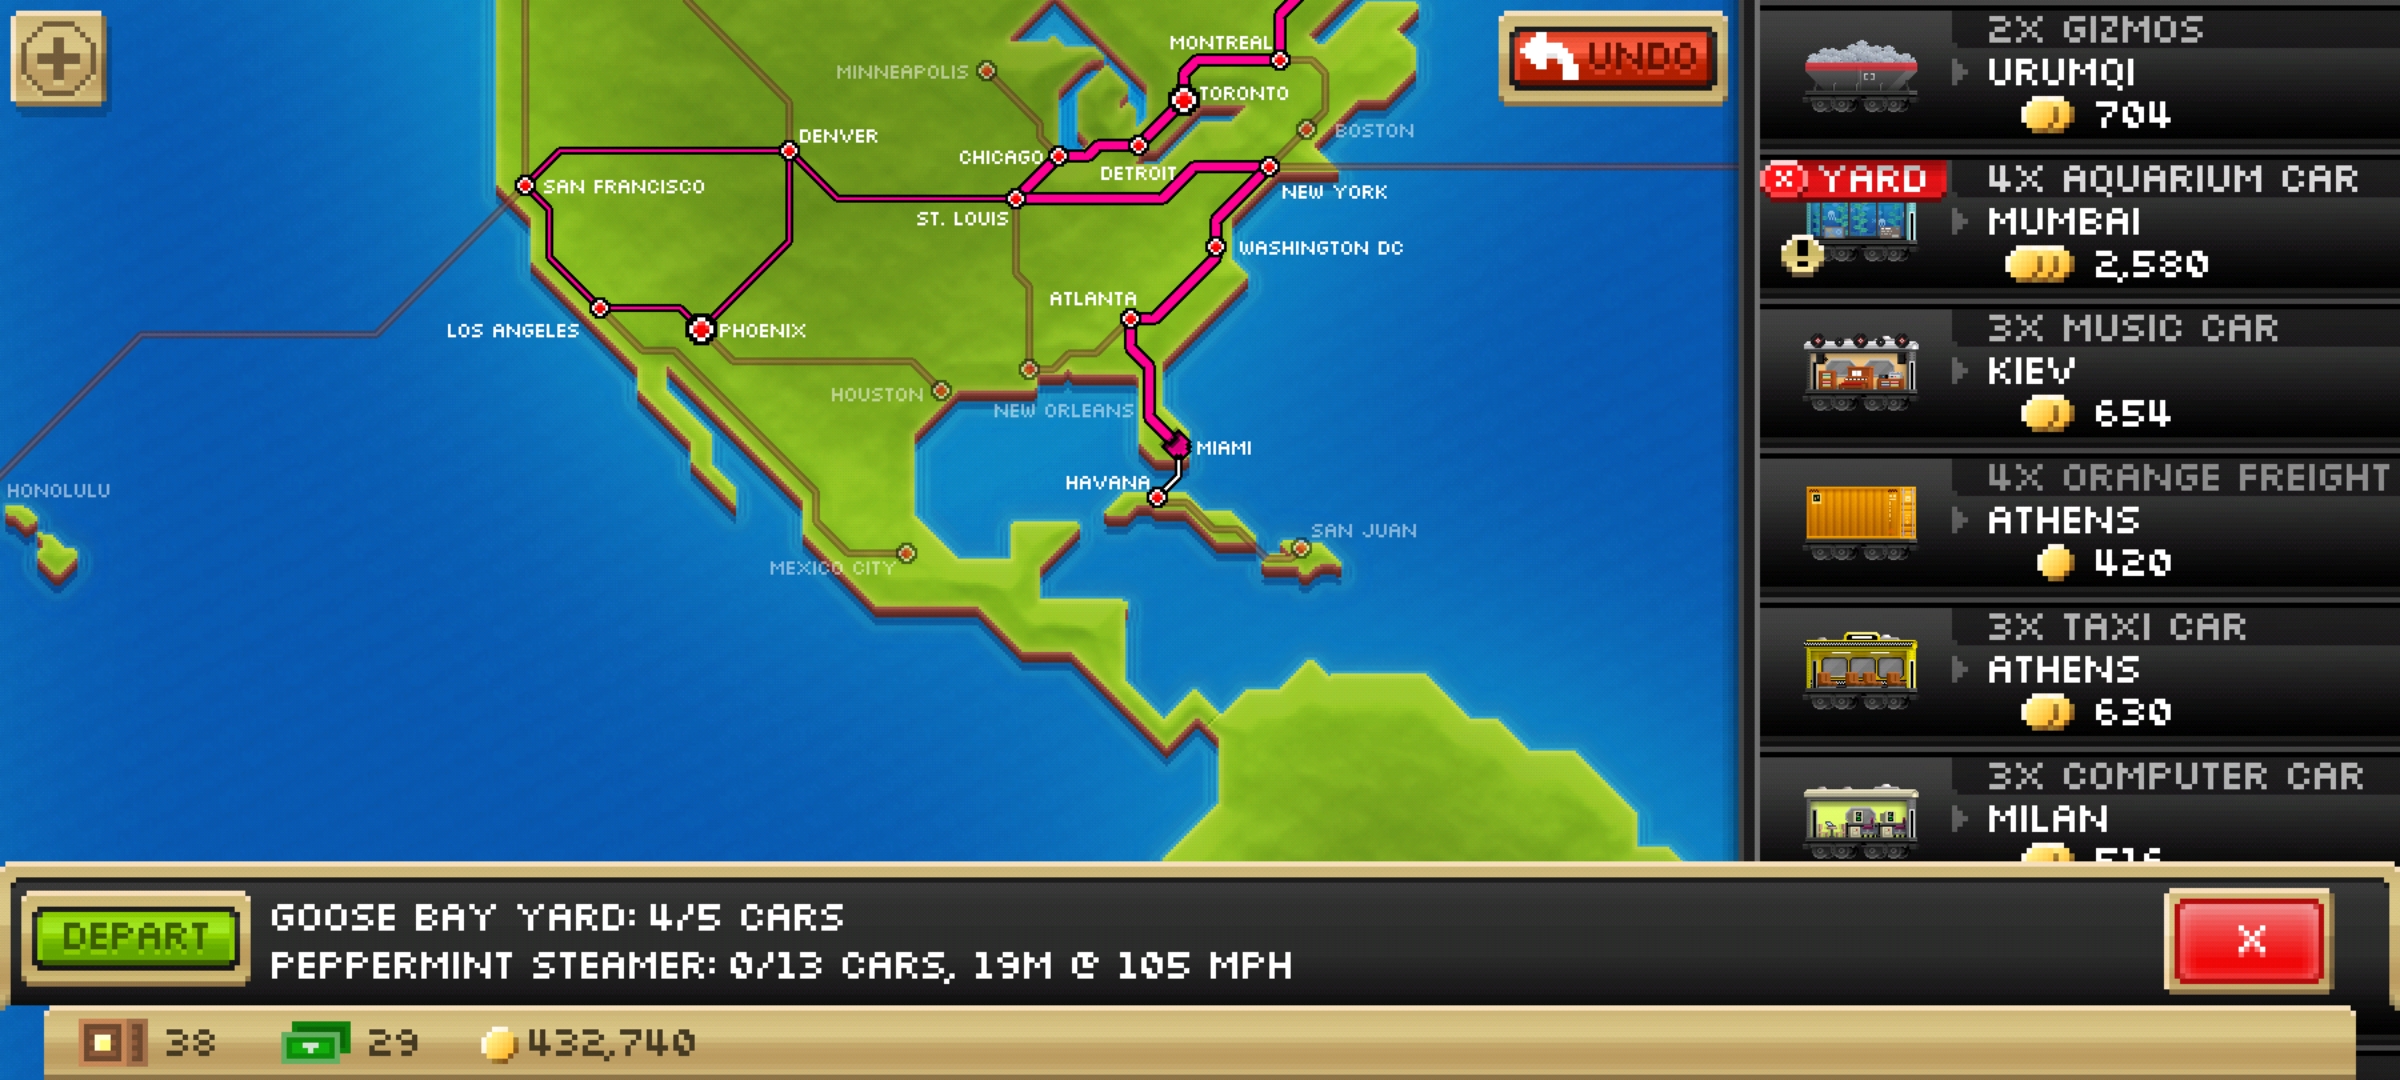 MONTREAL
MINNEAPOLIS
TORONTO
DENVER
BOSTON
CHICAGO
DETROIT
SAN FRANCISCO
NEW YORK
ST. LOUIS
WASHINGTON DC
ATLANTA
LOS ANGELES
PHOENIX
HOUSTON
NEW ORLEANS
MIAMI
HAVANA
HONOLULU
SAN JUAN
MEXICO CITY
UNDO
2X GIZMOS
URUMQI
704
YARD
4X AQUARIUM CAR
MUMBAI
2,580
3X MUSIC CAR
KIEV
654
4X ORANGE FREIGHT
ATHENS
420
3X TAXI CAR
ATHENS
630
3X COMPUTER CAR
MILAN
DEPART
GOOSE BAY YARD: 4/5 CARS
PEPPERMINT STEAMER: 0/13 CARS, 19M @ 105 MPH
X
38
29
432,740